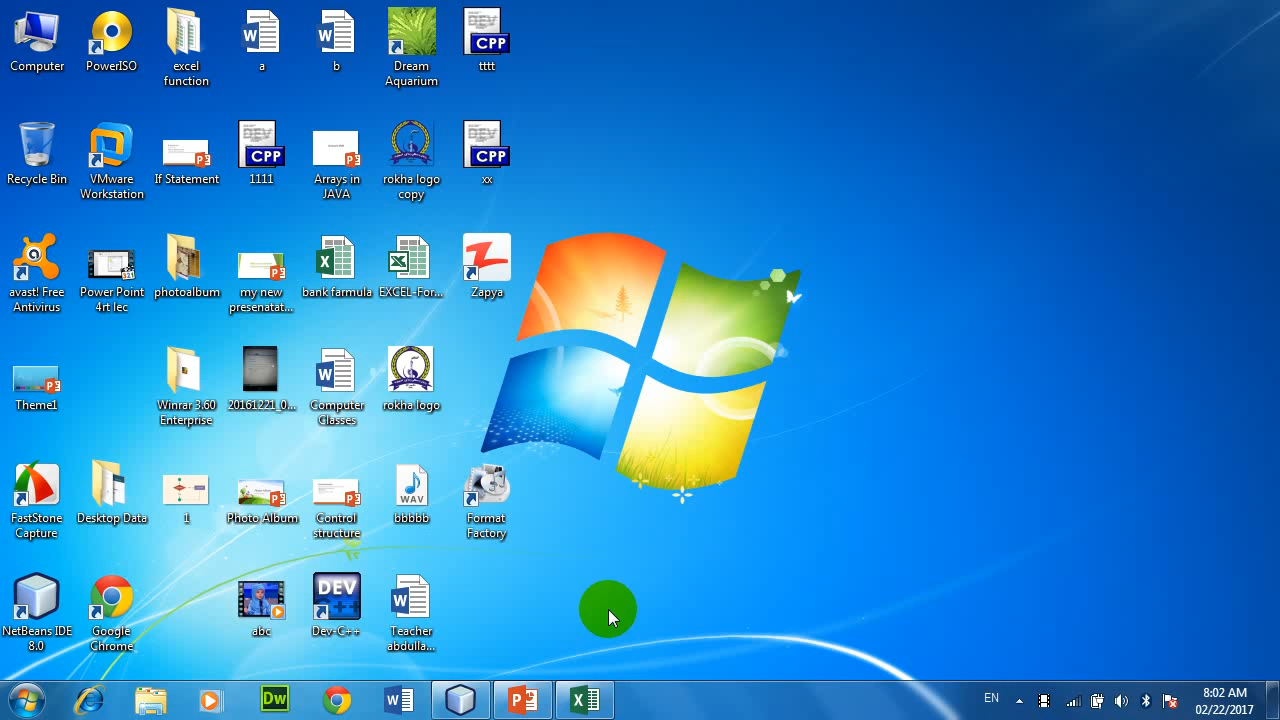 Computer
PowerISO
excel
function
a
b
Dream
Aquarium
CPP
tttt
Recycle Bin
VMware
Workstation
If Statement
CPP
1111
Arrays in
JAVA
rokha logo
copy
CPP
xx
avast! Free
Antivirus
Power Point
4rt lec
photoalbum
my new
presenatat...
bank farmula
EXCEL-For...
Zapya
Theme1
Winrar 3.60
Enterprise
20161221_0...
Computer
Classes
rokha logo
FastStone
Capture
Desktop Data
1
Photo Album
Control
structure
WAV
bbbbb
Format
Factory
NetBeans IDE
8.0
Google
Chrome
abc
DEV
C++
Dev-C++
Teacher
abdulla...
Dw
EN
8:02 AM
02/22/2017